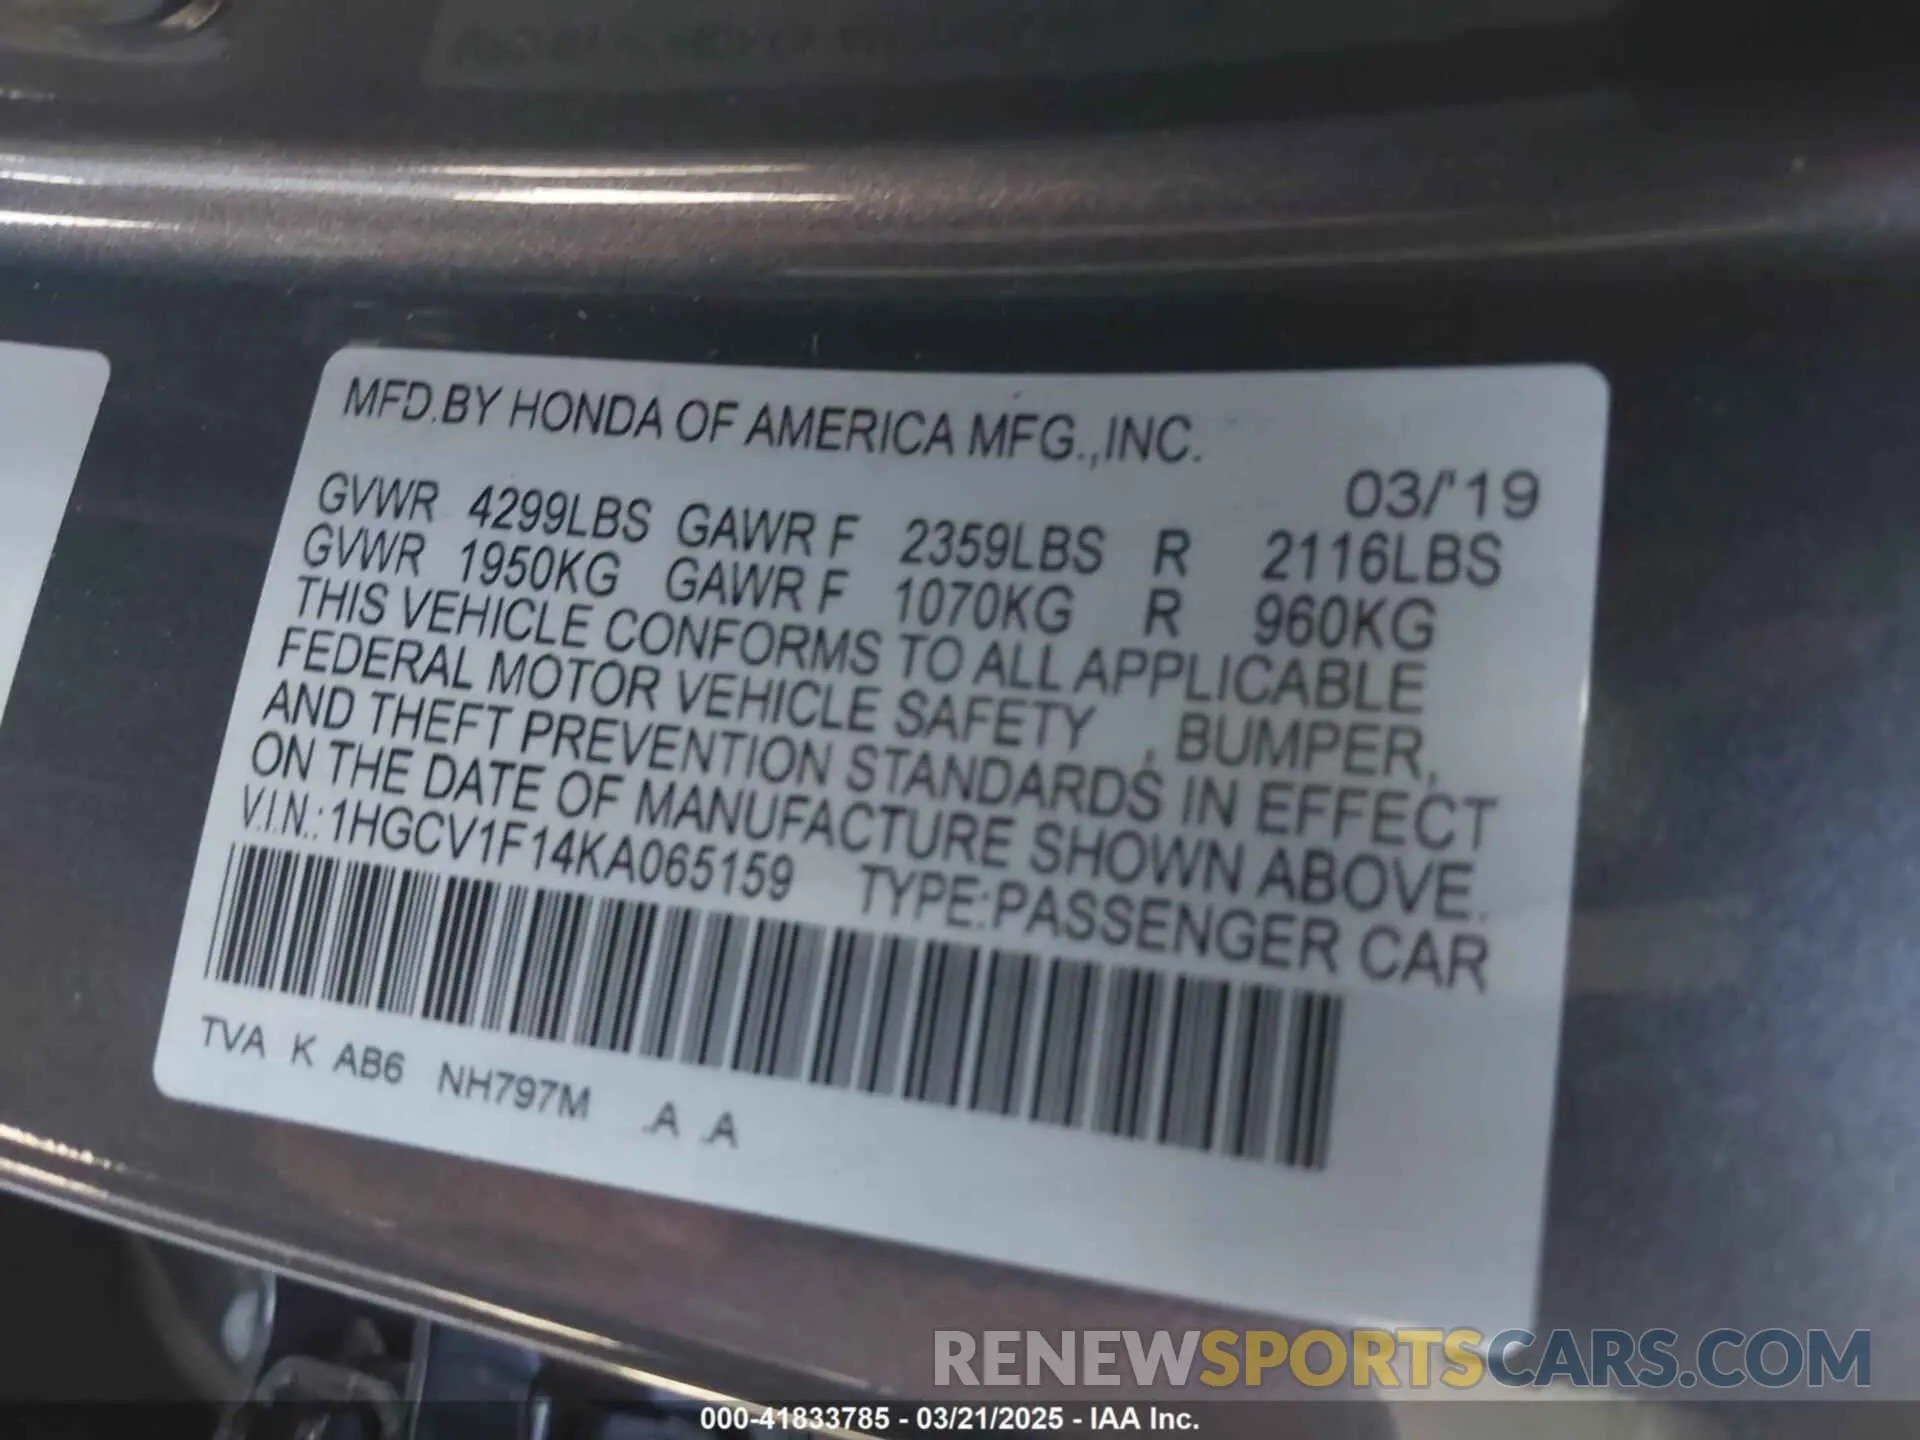 MFD.BY HONDA OF AMERICA MFG.,INC.
03/'19
GVWR 4299LBS GAWR F 2359LBS R 2116LBS
GVWR 1950KG GAWR F 1070KG R 960KG
THIS VEHICLE CONFORMS TO ALL APPLICABLE
FEDERAL MOTOR VEHICLE SAFETY , BUMPER,
AND THEFT PREVENTION STANDARDS IN EFFECT
ON THE DATE OF MANUFACTURE SHOWN ABOVE.
V.I.N.: 1HGCV1F14KA065159 TYPE:PASSENGER CAR
TVA K AB6 NH797M .A .A
RENEWSPORTSCARS.COM
000-41833785 - 03/21/2025 - IAA Inc.